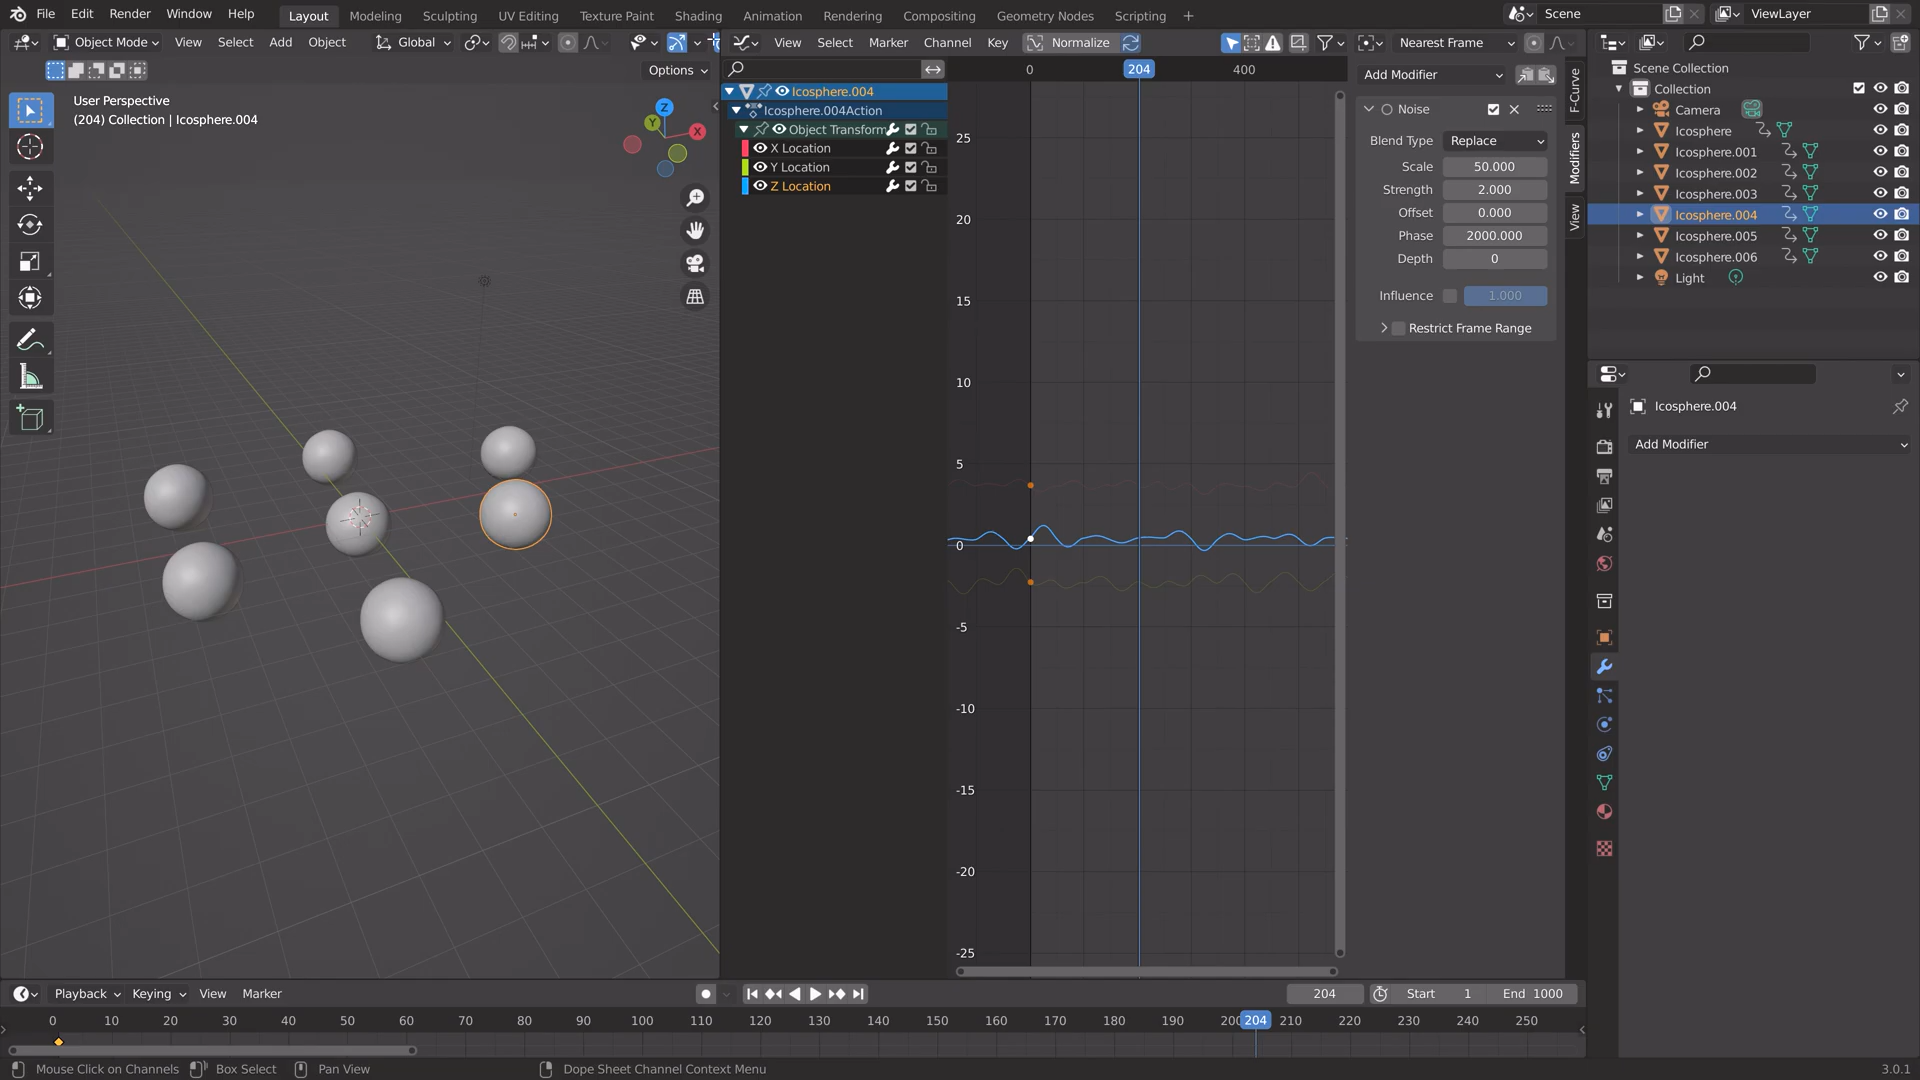 File Edit Render Window Help Layout Modeling Sculpting UV Editing Texture Paint Shading Animation Rendering Compositing Geometry Nodes Scripting + Scene ViewLayer
Object Mode View Select Add Object Global View Select Marker Channel Key Normalize Nearest Frame
Options
User Perspective
(204) Collection | Icosphere.004
Z
Y
X
Icosphere.004
Icosphere.004Action
Object Transform
X Location
Y Location
Z Location
0 204 400
25
20
15
10
5
0
-5
-10
-15
-20
-25
Add Modifier
Noise
Blend Type Replace
Scale 50.000
Strength 2.000
Offset 0.000
Phase 2000.000
Depth 0
Influence 1.000
Restrict Frame Range
F-Curve
Modifiers
View
Scene Collection
Collection
Camera
Icosphere
Icosphere.001
Icosphere.002
Icosphere.003
Icosphere.004
Icosphere.005
Icosphere.006
Light
Icosphere.004
Add Modifier
Playback Keying View Marker 204 Start 1 End 1000
0 10 20 30 40 50 60 70 80 90 100 110 120 130 140 150 160 170 180 190 200 204 210 220 230 240 250
Mouse Click on Channels Box Select Pan View Dope Sheet Channel Context Menu 3.0.1